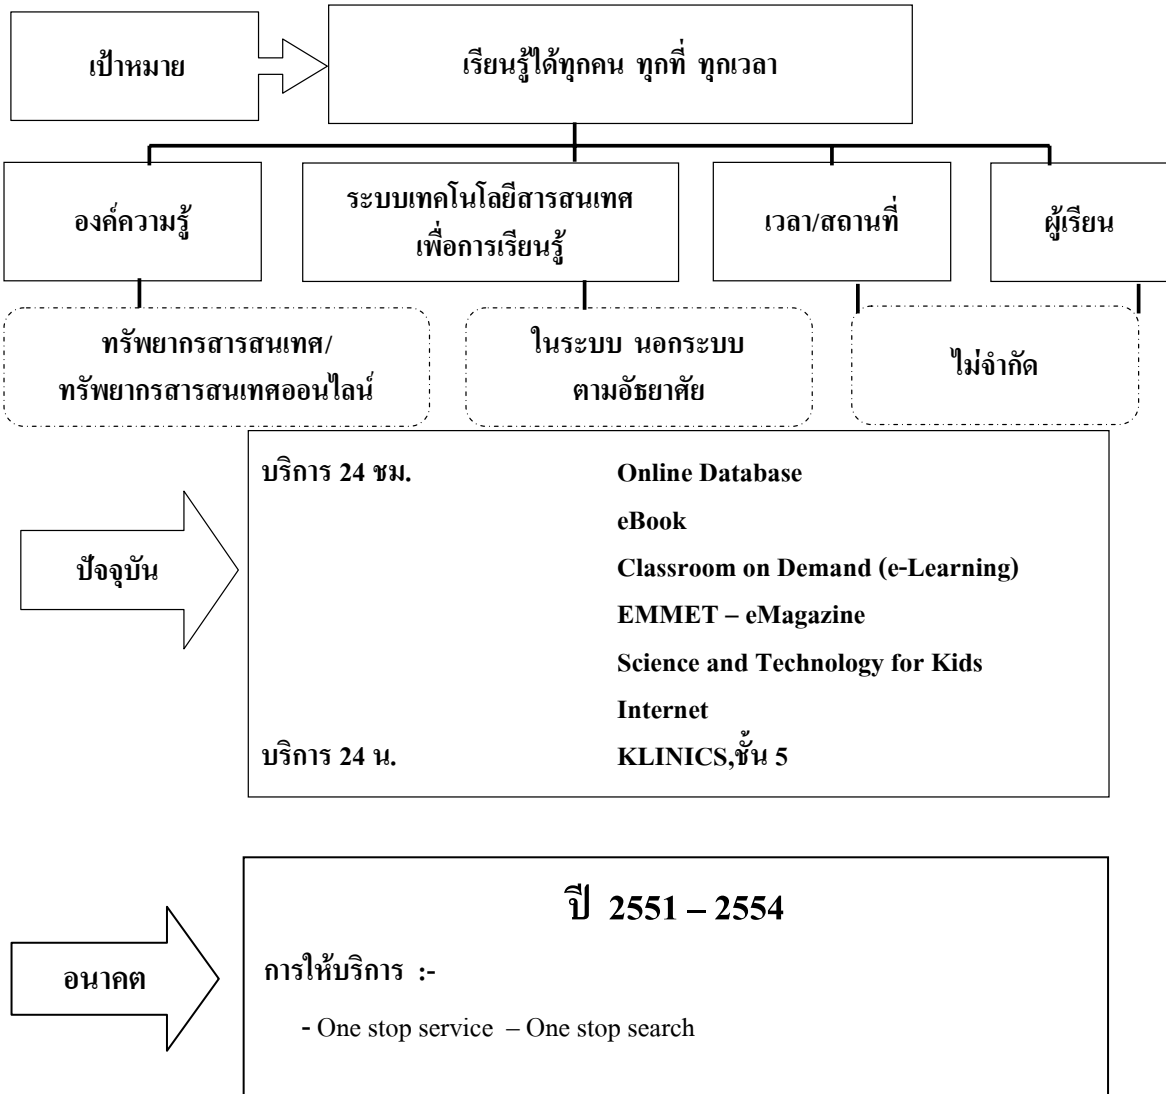 เป้าหมาย
เรียนรู้ได้ทุกคน ทุกที่ ทุกเวลา
องค์ความรู้
ระบบเทคโนโลยีสารสนเทศ
เพื่อการเรียนรู้
เวลา/สถานที่
ผู้เรียน
ทรัพยากรสารสนเทศ/
ทรัพยากรสารสนเทศออนไลน์
ในระบบ นอกระบบ
ตามอัธยาศัย
ไม่จำกัด
ปัจจุบัน
บริการ 24 ชม. Online Database
eBook
Classroom on Demand (e-Learning)
EMMET – eMagazine
Science and Technology for Kids
Internet
บริการ 24 น. KLINICS,ชั้น 5
อนาคต
ปี 2551 – 2554
การให้บริการ :-
- One stop service – One stop search